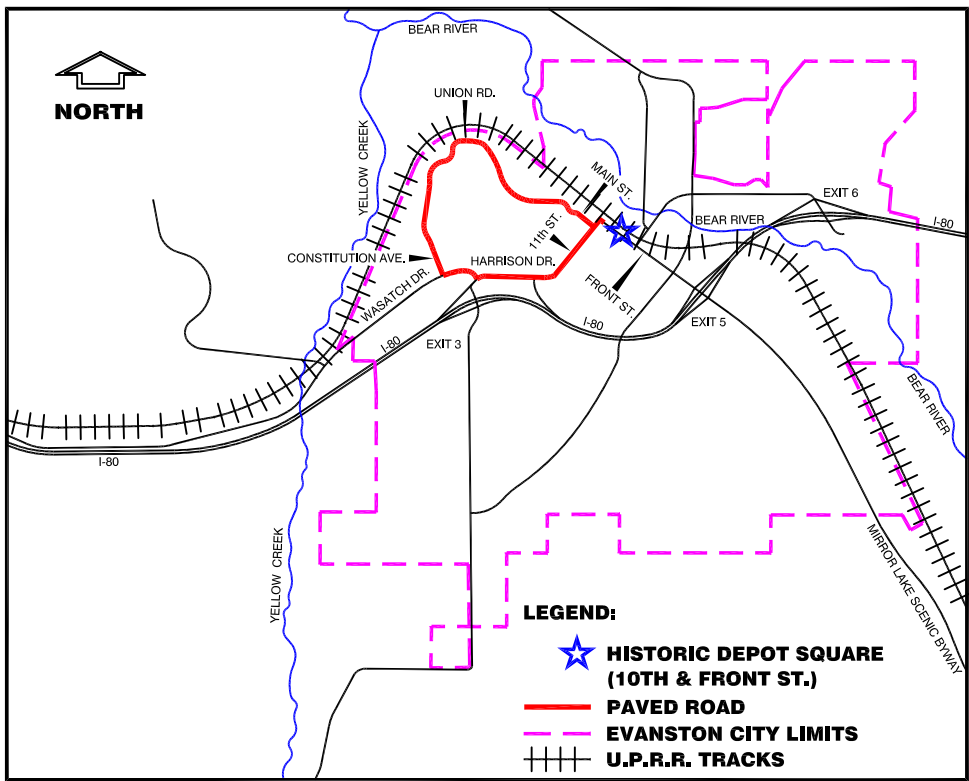 BEAR RIVER
NORTH
UNION RD.
YELLOW CREEK
MAIN ST.
EXIT 6
BEAR RIVER
I-80
11th ST.
CONSTITUTION AVE.
HARRISON DR.
WASATCH DR.
FRONT ST.
I-80
EXIT 3
EXIT 5
BEAR RIVER
I-80
YELLOW CREEK
MIRROR LAKE SCENIC BYWAY
LEGEND:
HISTORIC DEPOT SQUARE
(10TH & FRONT ST.)
PAVED ROAD
EVANSTON CITY LIMITS
U.P.R.R. TRACKS